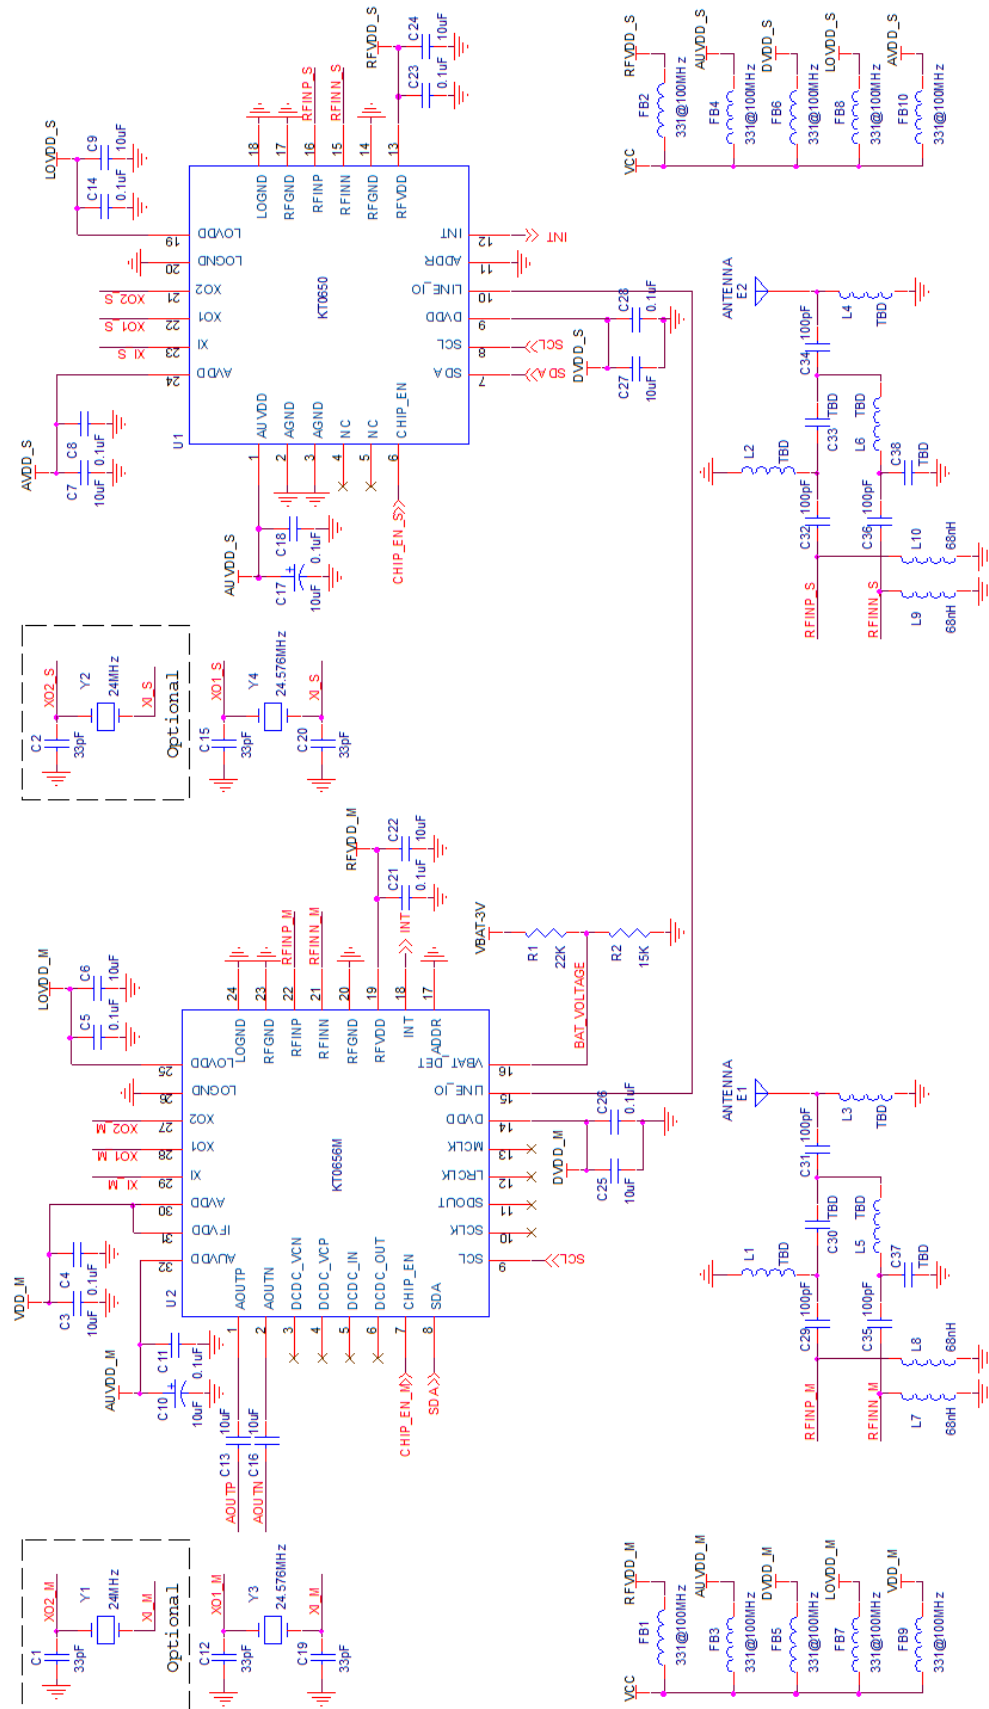 LOVDD_S
C14
0.1uF
C9
10uF
RFVDD_S
C23
0.1uF
C24
10uF
AVDD_S
C7
10uF
C8
0.1uF
XI_S
XO1_S
XO2_S
24
23
22
21
20
19
AVDD
XI
XO1
XO2
LOGND
LOVDD
U1
KT0650
1
2
3
4
5
6
AUVDD
AGND
AGND
NC
NC
CHIP_EN
18
17
16
15
14
13
LOGND
RFGND
RFINP
RFINN
RFGND
RFVDD
RFINP_S
RFINN_S
SDA
SCL
DVDD
LINE_IO
ADDR
INT
7
8
9
10
11
12
SDA
SCL
INT
AUVDD_S
C17
+
10uF
C18
0.1uF
CHIP_EN_S
DVDD_S
C27
10uF
C28
0.1uF
C2
33pF
XO2_S
Y2
24MHz
XI_S
Optional
C15
33pF
XO1_S
Y4
24.576MHz
C20
33pF
XI_S
VCC
FB2
331@100MHz
RFVDD_S
FB4
331@100MHz
AUVDD_S
FB6
331@100MHz
DVDD_S
FB8
331@100MHz
LOVDD_S
FB10
331@100MHz
AVDD_S
ANTENNA
E2
L4
TBD
C34
100pF
C33
TBD
L6
TBD
L2
TBD
C38
TBD
C32
100pF
C36
100pF
L10
68nH
L9
68nH
RFINP_S
RFINN_S
LOVDD_M
C5
0.1uF
C6
10uF
RFVDD_M
C21
0.1uF
C22
10uF
VDD_M
C3
10uF
C4
0.1uF
XI_M
XO1_M
XO2_M
32
31
30
29
28
27
26
25
AUVDD
IFVDD
AVDD
XI
XO1
XO2
LOGND
LOVDD
U2
KT0656M
1
2
3
4
5
6
7
8
AOUTP
AOUTN
DCDC_VCN
DCDC_VCP
DCDC_IN
DCDC_OUT
CHIP_EN
SDA
24
23
22
21
20
19
18
17
LOGND
RFGND
RFINP
RFINN
RFGND
RFVDD
INT
ADDR
RFINP_M
RFINN_M
INT
SCL
SCLK
SDOUT
LRCLK
MCLK
DVDD
LINE_IO
VBAT_DET
9
10
11
12
13
14
15
16
SCL
AUVDD_M
C10
+
10uF
C11
0.1uF
C13
10uF
C16
10uF
AOUTP
AOUTN
CHIP_EN_M
SDA
DVDD_M
C25
10uF
C26
0.1uF
VBAT-3V
R1
22K
R2
15K
BAT_VOLTAGE
C1
33pF
XO2_M
Y1
24MHz
XI_M
Optional
C12
33pF
XO1_M
Y3
24.576MHz
C19
33pF
XI_M
ANTENNA
E1
L3
TBD
C31
100pF
C30
TBD
L5
TBD
L1
TBD
C37
TBD
C29
100pF
C35
100pF
L8
68nH
L7
68nH
RFINP_M
RFINN_M
VCC
FB1
331@100MHz
RFVDD_M
FB3
331@100MHz
AUVDD_M
FB5
331@100MHz
DVDD_M
FB7
331@100MHz
LOVDD_M
FB9
331@100MHz
VDD_M